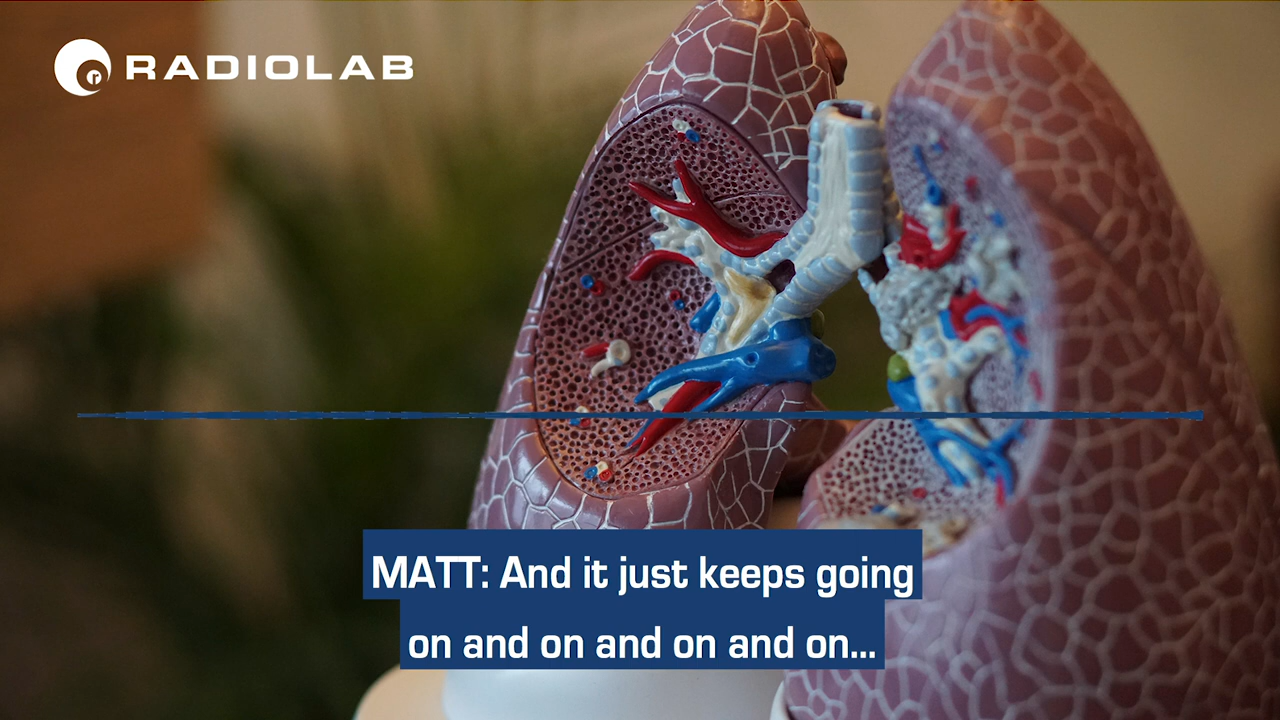 RADIOLAB
MATT: And it just keeps going
on and on and on and on...